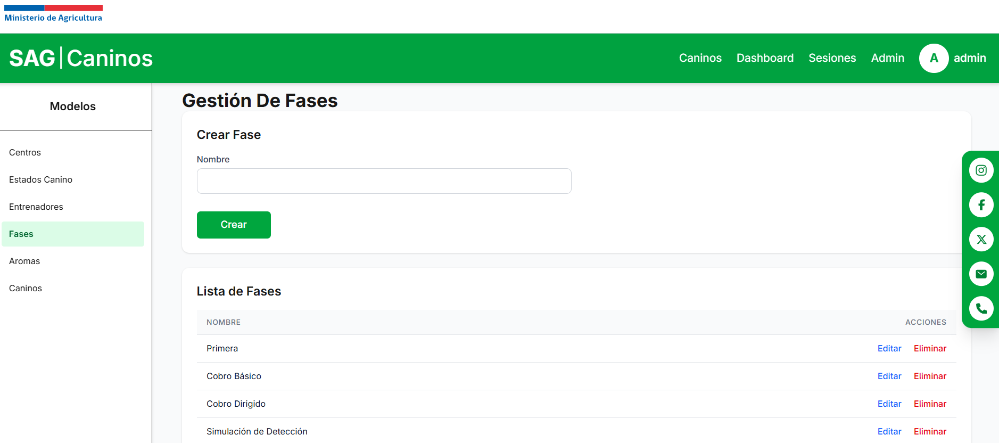 Ministerio de Agricultura
SAG|Caninos
Caninos Dashboard Sesiones Admin A admin
Modelos
Centros
Estados Canino
Entrenadores
Fases
Aromas
Caninos
Gestión De Fases
Crear Fase
Nombre
Crear
Lista de Fases
NOMBRE ACCIONES
Primera Editar Eliminar
Cobro Básico Editar Eliminar
Cobro Dirigido Editar Eliminar
Simulación de Detección Editar Eliminar